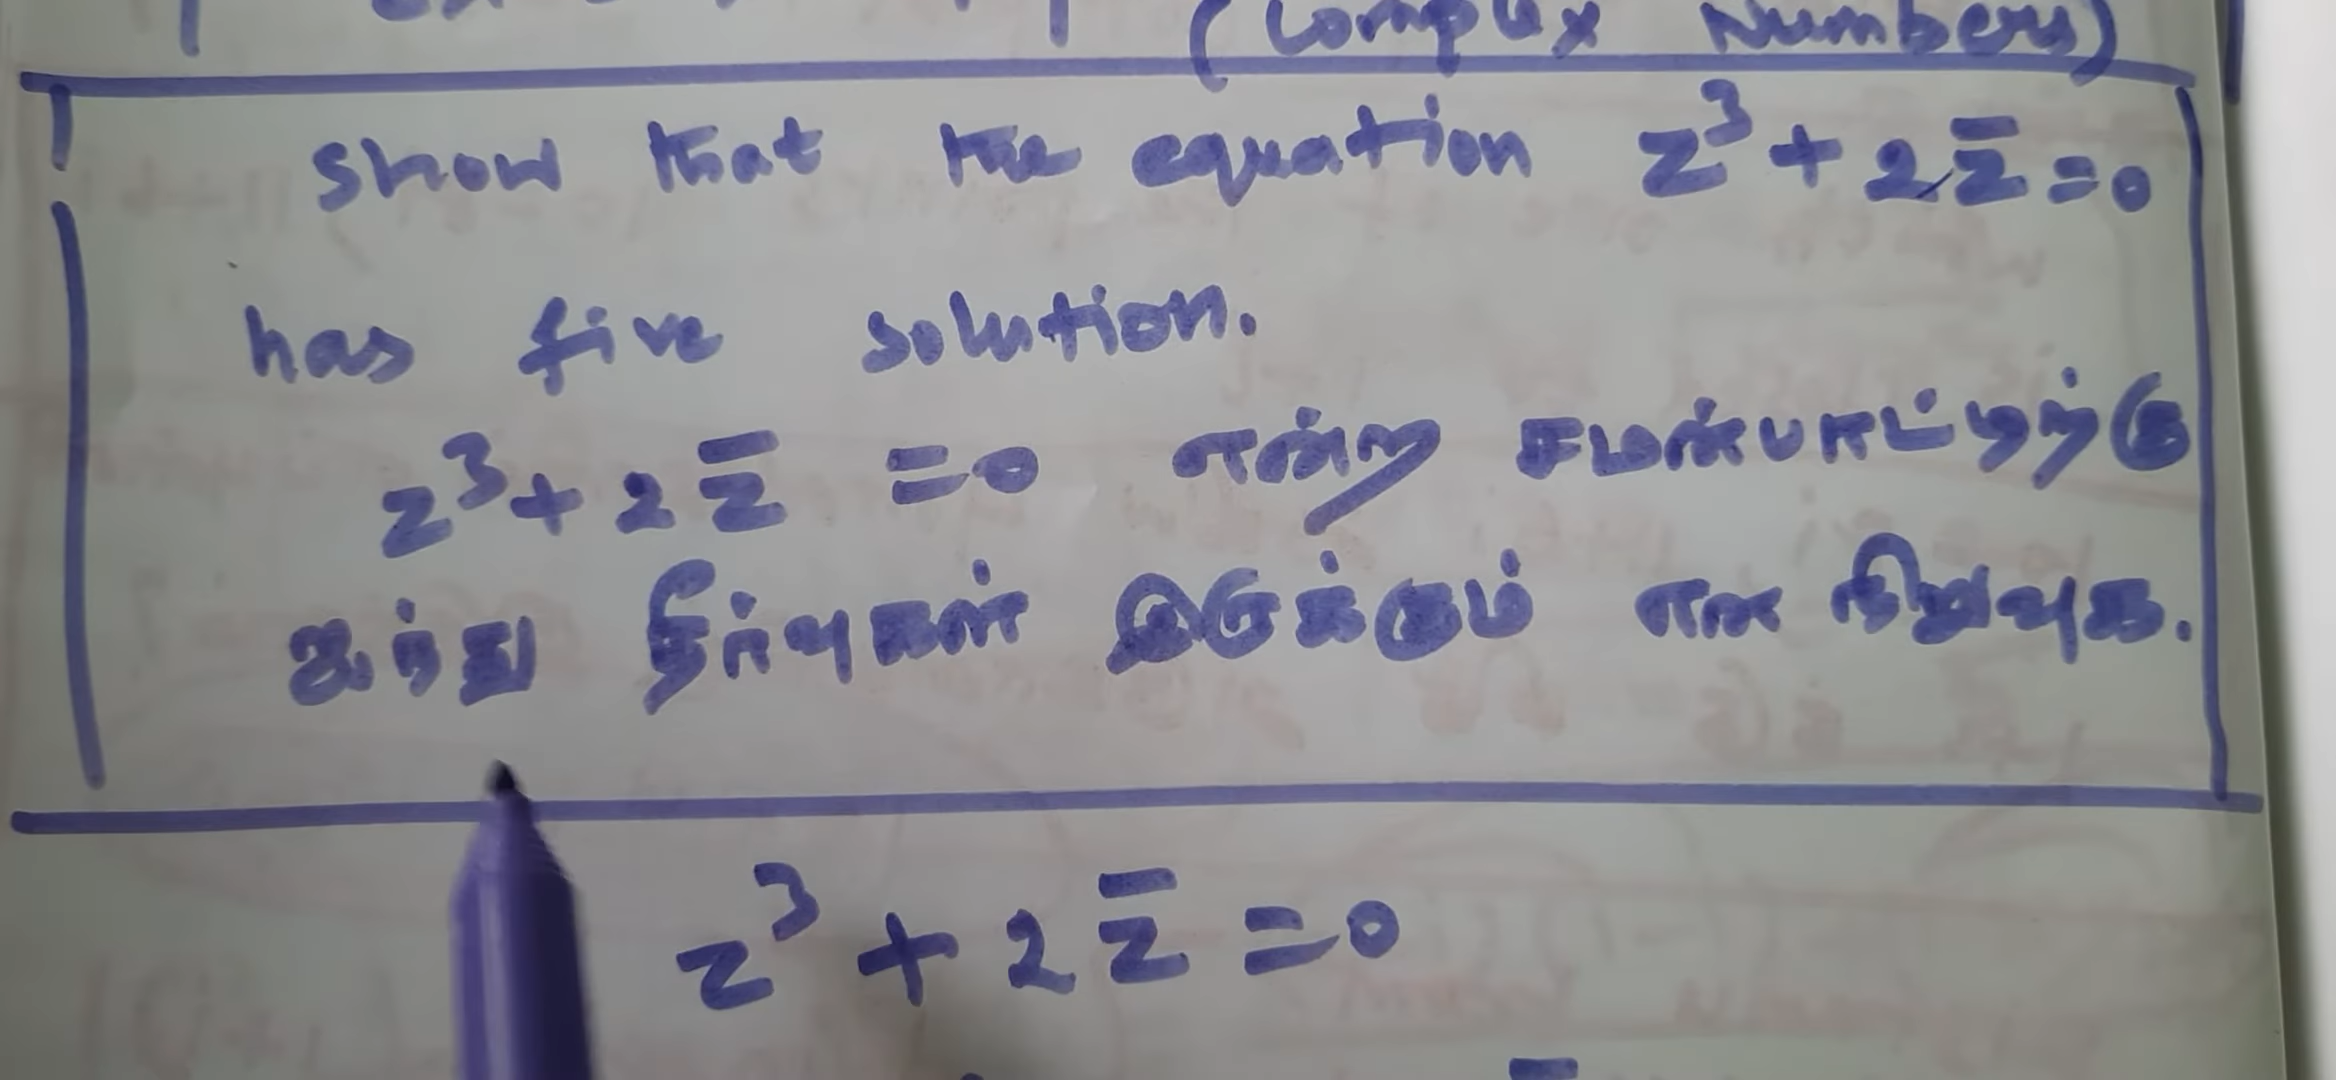 (Complex Numbers)
show that the equation z³ + 2z̅ = 0
has five solution.
z³ + 2z̅ = 0 என்ற சமன்பாட்டிற்கு
ஐந்து தீர்வுகள் இருக்கும் என நிறுவுக.
z³ + 2z̅ = 0